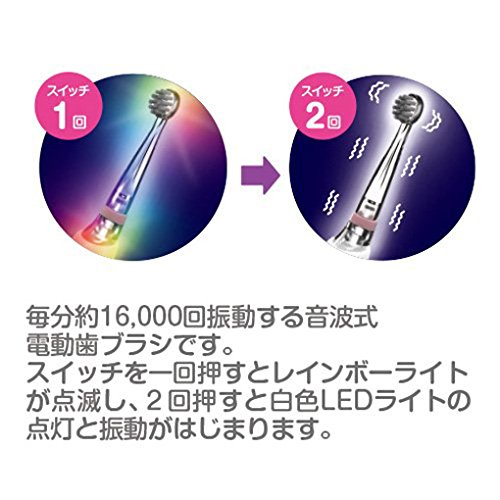 スイッチ
1回
スイッチ
2回
毎分約16,000回振動する音波式
電動歯ブラシです。
スイッチを一回押すとレインボーライト
が点滅し、2回押すと白色LEDライトの
点灯と振動がはじまります。